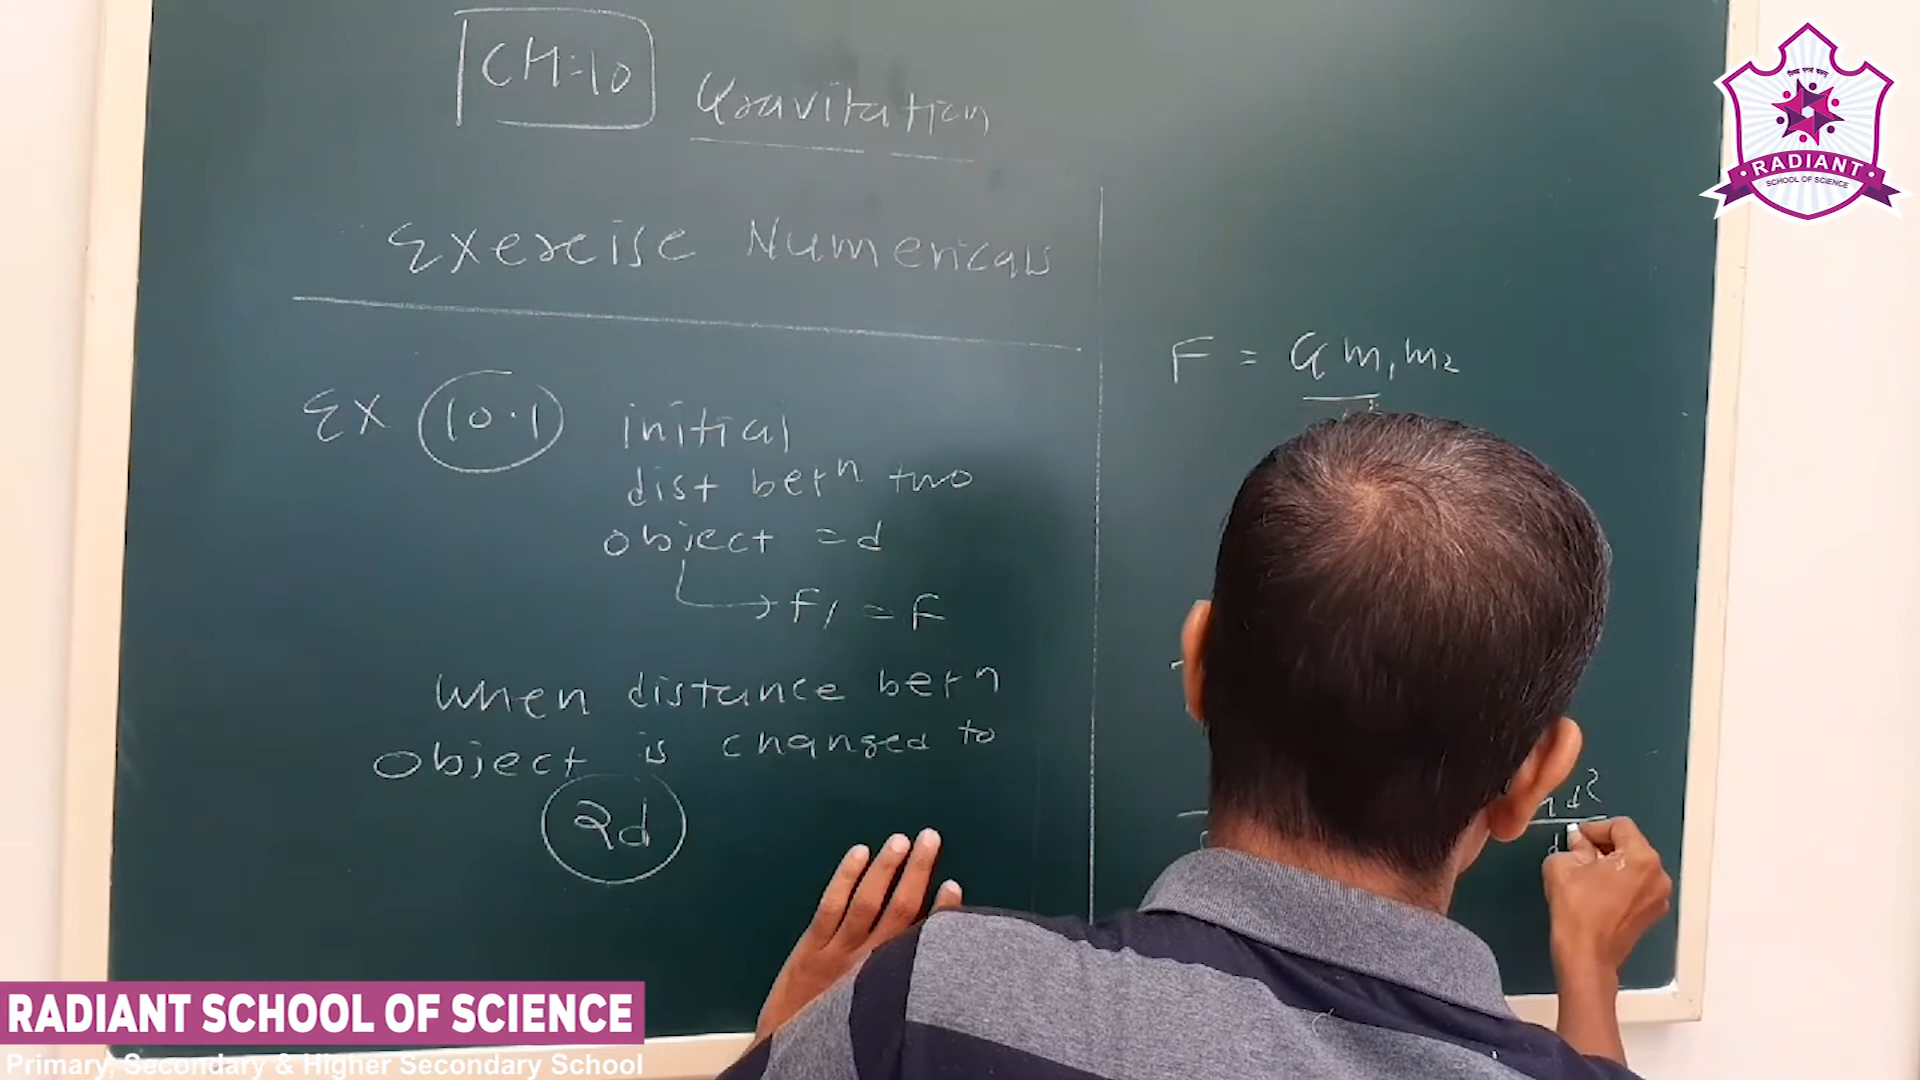 CH:10 Gravitation
Exercise Numericals
Ex 10.1 initial
dist betn two
object = d
F1 = F
When distance betn
object is changed to
2d
F = G m1 m2
d2
RADIANT
SCHOOL OF SCIENCE
RADIANT SCHOOL OF SCIENCE
Primary, Secondary & Higher Secondary School